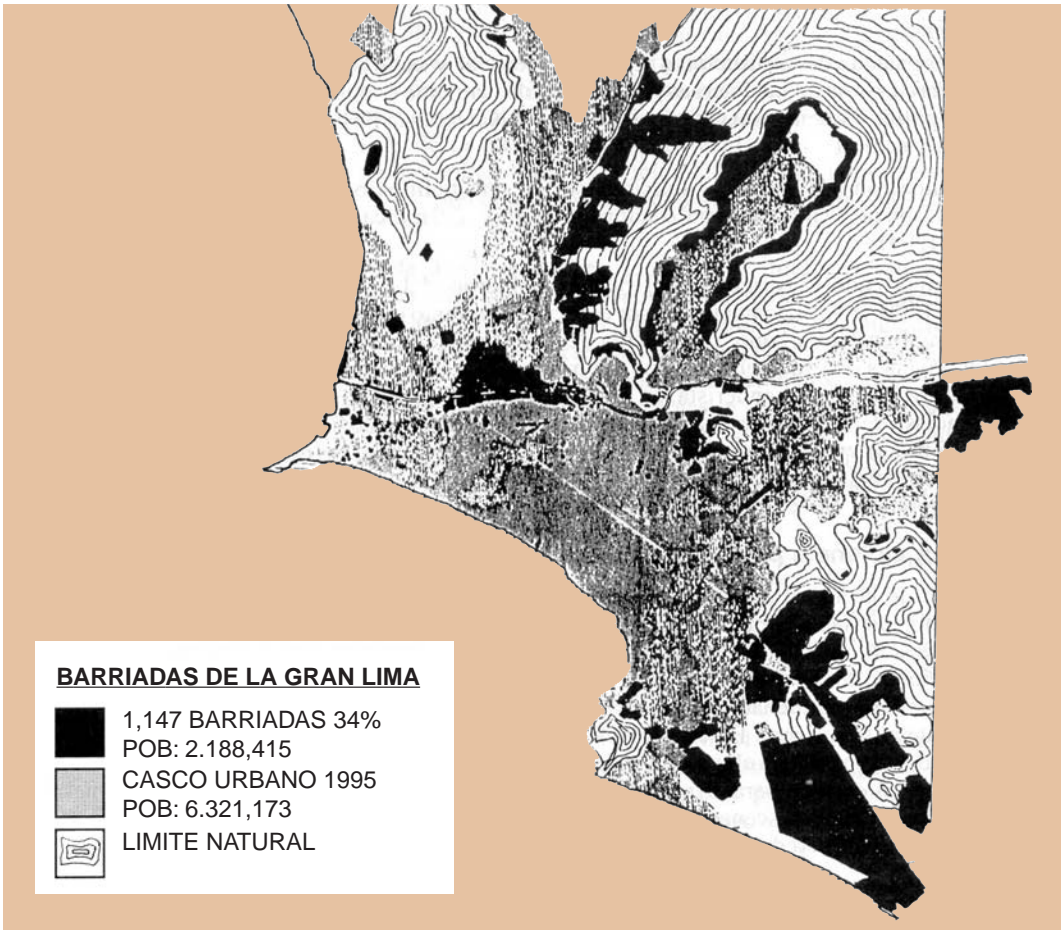 BARRIADAS DE LA GRAN LIMA
1,147 BARRIADAS 34%
POB: 2.188,415
CASCO URBANO 1995
POB: 6.321,173
LIMITE NATURAL